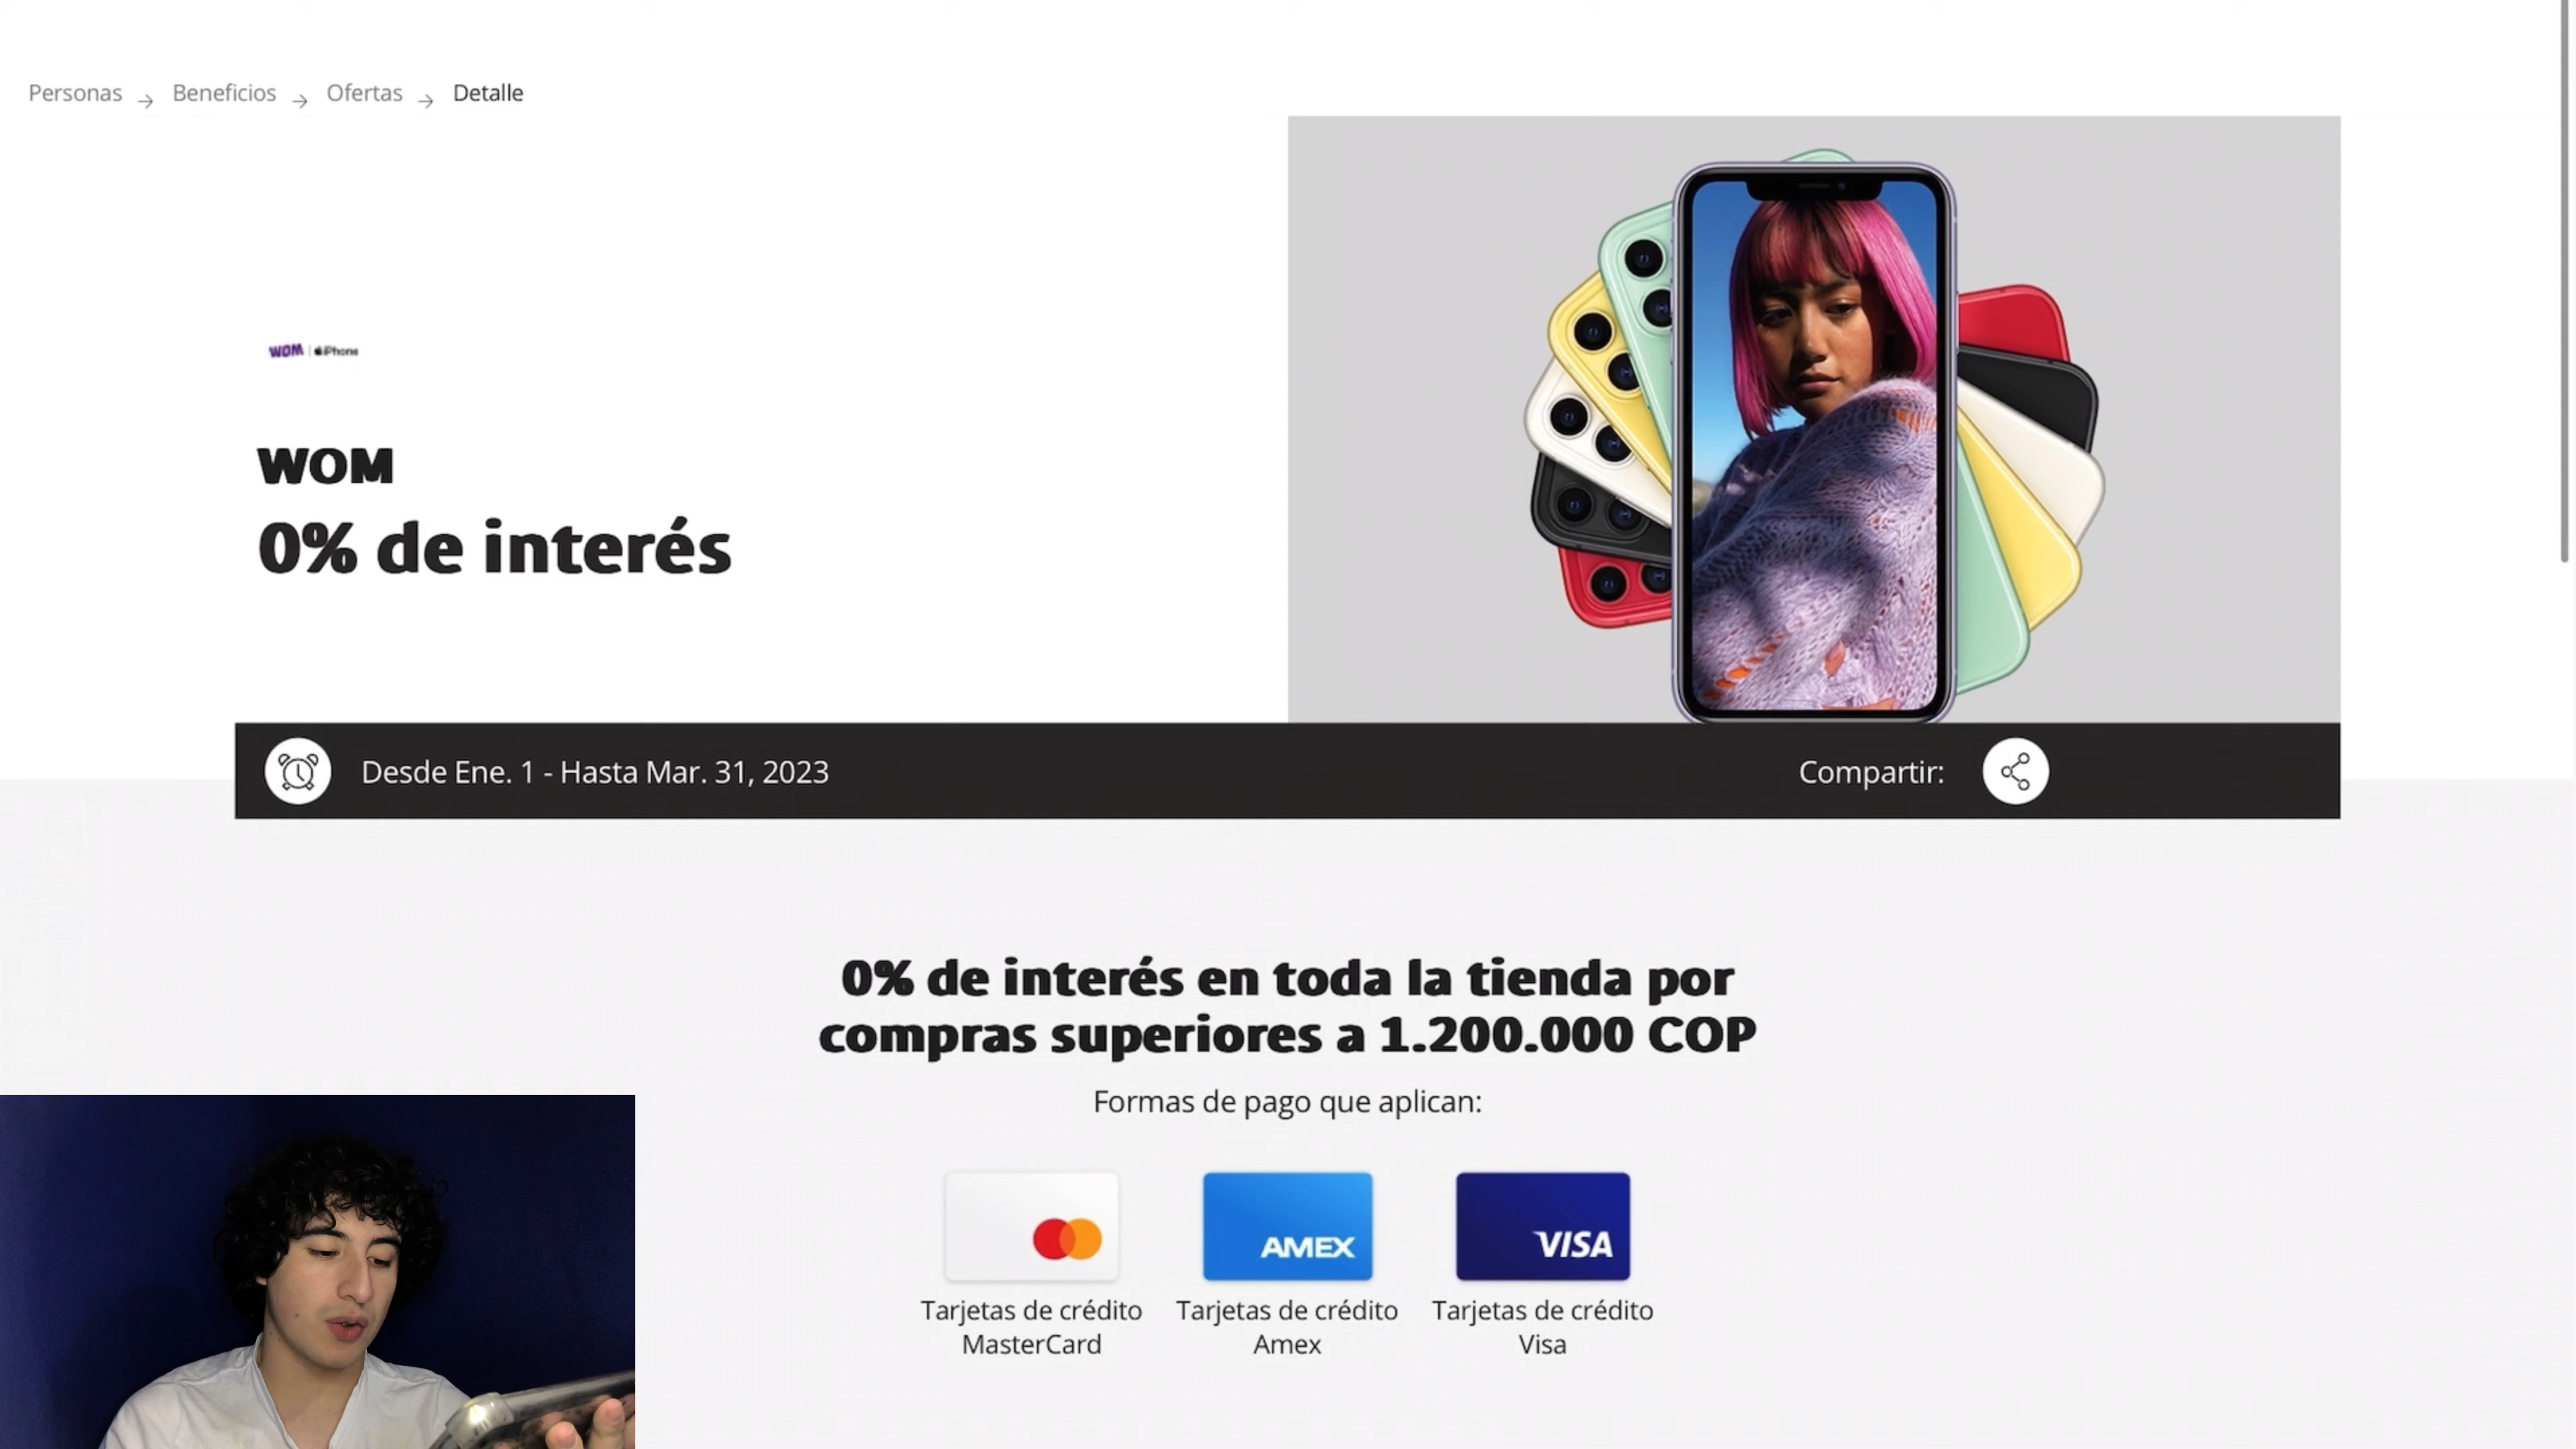 Personas → Beneficios → Ofertas → Detalle
WOM | iPhone
WOM
0% de interés
Desde Ene. 1 - Hasta Mar. 31, 2023
Compartir:
0% de interés en toda la tienda por
compras superiores a 1.200.000 COP
Formas de pago que aplican:
AMEX
VISA
Tarjetas de crédito
MasterCard
Tarjetas de crédito
Amex
Tarjetas de crédito
Visa